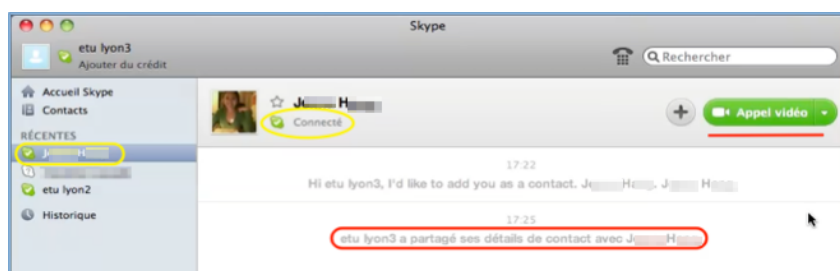 Skype
etu lyon3
Ajouter du crédit
Rechercher
Accueil Skype
Contacts
RÉCENTES
etu lyon2
Historique
Connecté
Appel vidéo
17:22
Hi etu lyon3, I'd like to add you as a contact.
17:25
etu lyon3 a partagé ses détails de contact avec